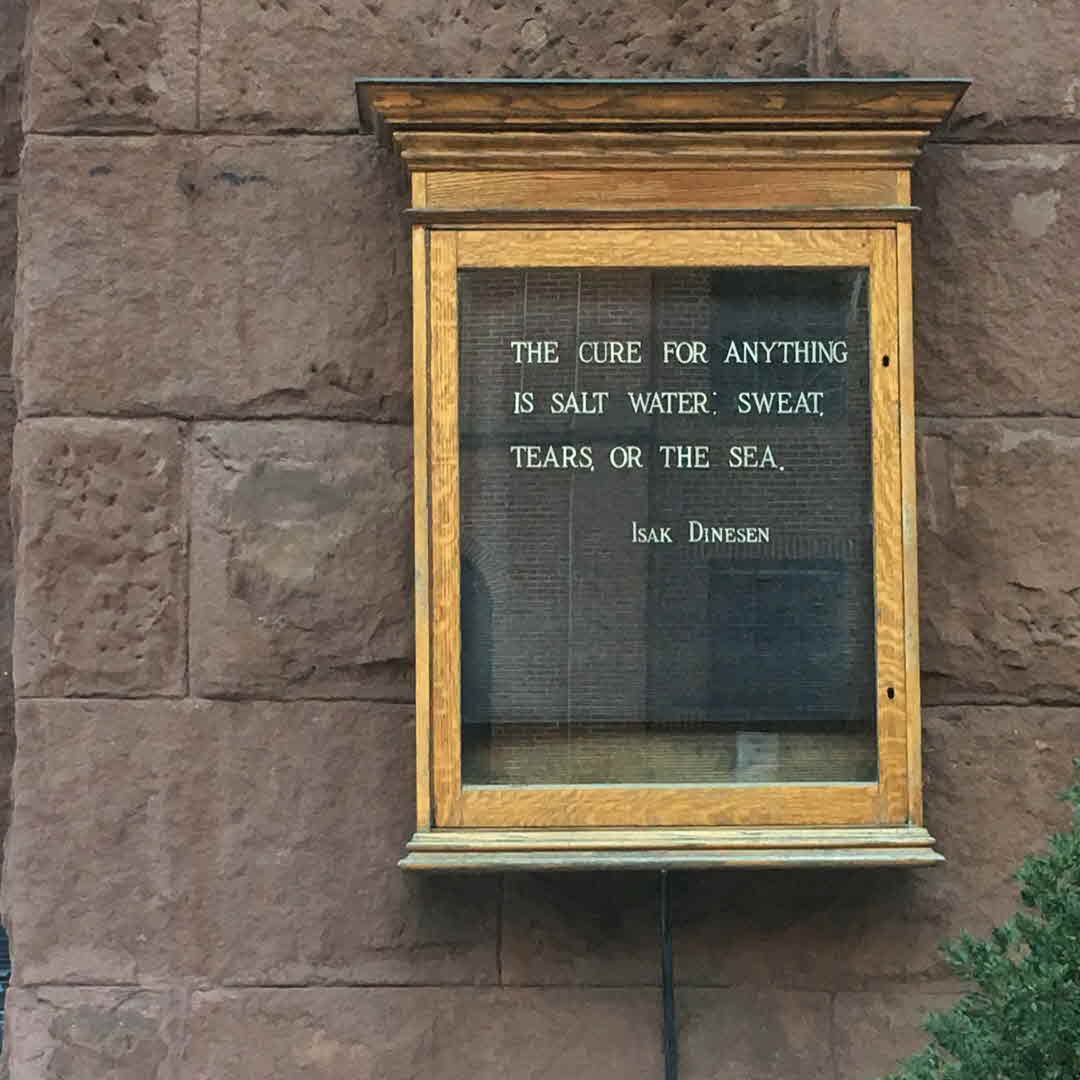 THE CURE FOR ANYTHING
IS SALT WATER: SWEAT,
TEARS, OR THE SEA.
ISAK DINESEN